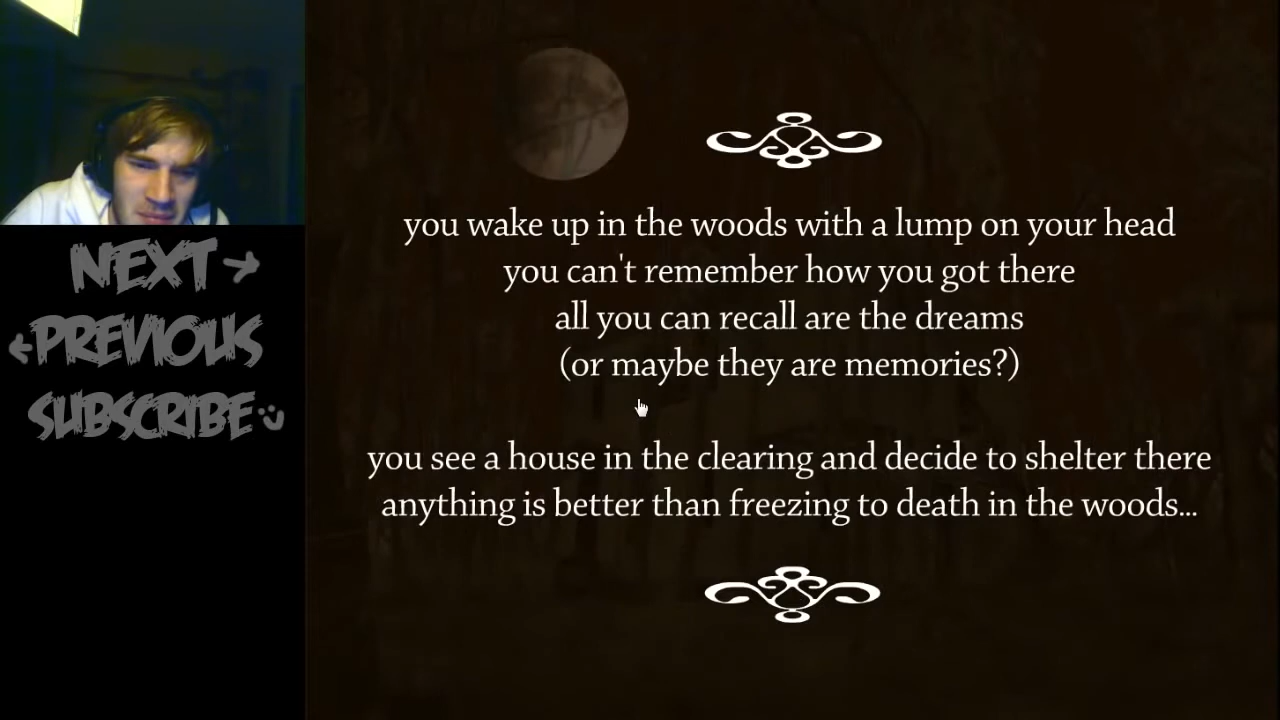 NEXT
PREVIOUS
SUBSCRIBE
you wake up in the woods with a lump on your head
you can't remember how you got there
all you can recall are the dreams
(or maybe they are memories?)
you see a house in the clearing and decide to shelter there
anything is better than freezing to death in the woods...